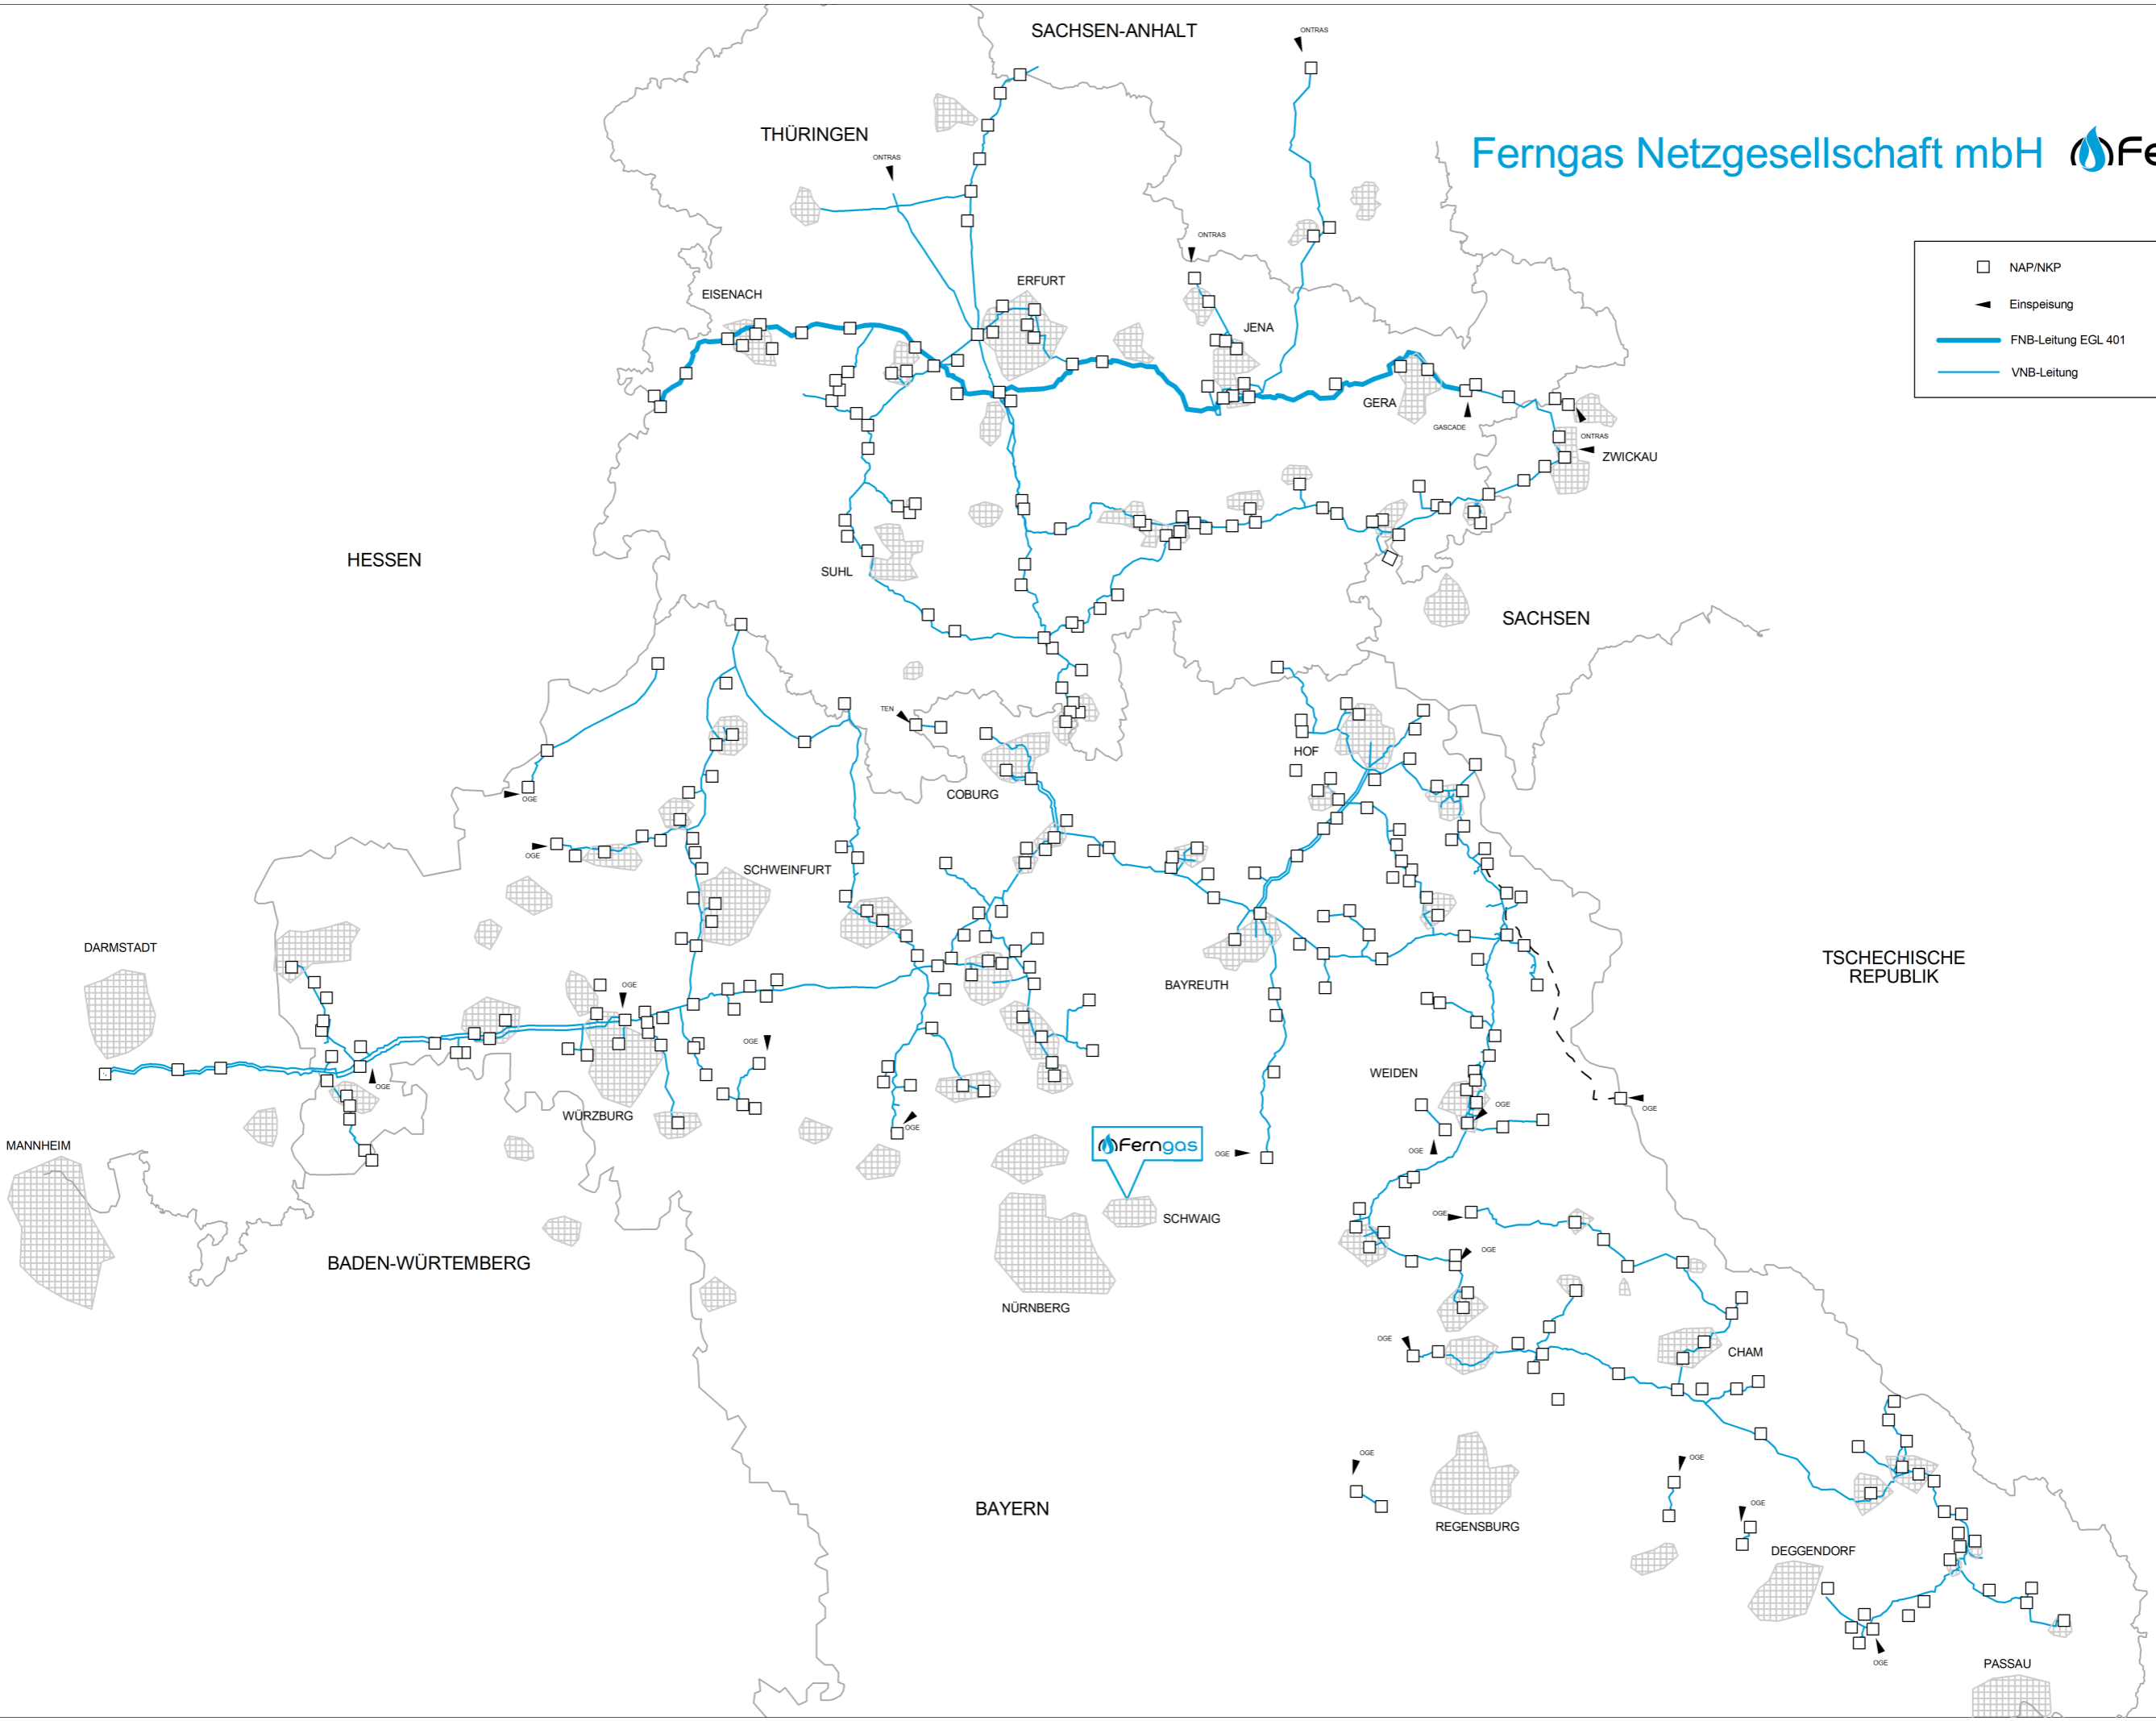 SACHSEN-ANHALT
ONTRAS
THÜRINGEN
ONTRAS
Ferngas Netzgesellschaft mbH
Fe
ONTRAS
NAP/NKP
Einspeisung
FNB-Leitung EGL 401
VNB-Leitung
EISENACH
ERFURT
JENA
GERA
GASCADE
ONTRAS
ZWICKAU
HESSEN
SUHL
SACHSEN
TEN
HOF
COBURG
OGE
OGE
SCHWEINFURT
DARMSTADT
TSCHECHISCHE
REPUBLIK
BAYREUTH
OGE
OGE
WEIDEN
OGE
OGE
OGE
WÜRZBURG
OGE
MANNHEIM
Ferngas
OGE
OGE
SCHWAIG
OGE
OGE
BADEN-WÜRTEMBERG
NÜRNBERG
OGE
CHAM
OGE
OGE
OGE
BAYERN
REGENSBURG
DEGGENDORF
OGE
PASSAU